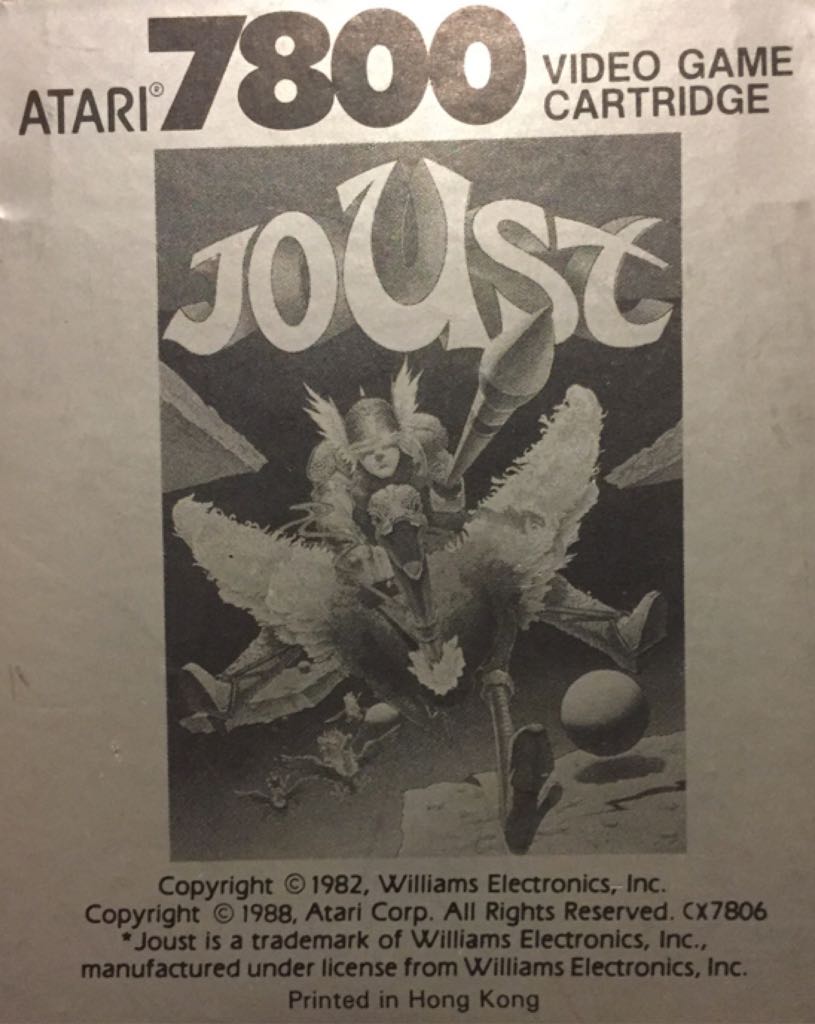 ATARI® 7800 VIDEO GAME
CARTRIDGE
JOUST
Copyright © 1982, Williams Electronics, Inc.
Copyright © 1988, Atari Corp. All Rights Reserved. CX7806
*Joust is a trademark of Williams Electronics, Inc.,
manufactured under license from Williams Electronics, Inc.
Printed in Hong Kong